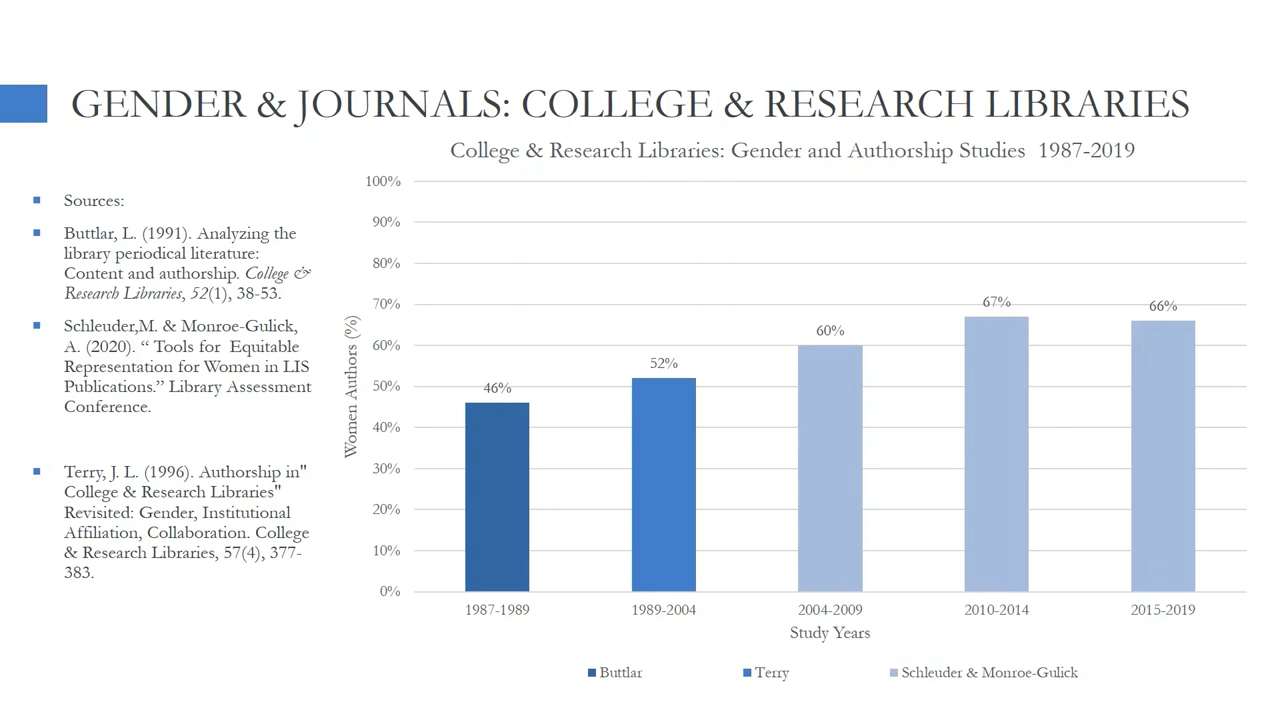 GENDER & JOURNALS: COLLEGE & RESEARCH LIBRARIES
Sources:
Buttlar, L. (1991). Analyzing the
library periodical literature:
Content and authorship. College &
Research Libraries, 52(1), 38-53.
Schleuder,M. & Monroe-Gulick,
A. (2020). “ Tools for  Equitable
Representation for Women in LIS
Publications.” Library Assessment
Conference.
Terry, J. L. (1996). Authorship in"
College & Research Libraries"
Revisited: Gender, Institutional
Affiliation, Collaboration. College
& Research Libraries, 57(4), 377-
383.
College & Research Libraries: Gender and Authorship Studies  1987-2019
Women Authors (%)
100%
90%
80%
70%
60%
50%
40%
30%
20%
10%
0%
46%
52%
60%
67%
66%
1987-1989
1989-2004
2004-2009
2010-2014
2015-2019
Study Years
Buttlar
Terry
Schleuder & Monroe-Gulick